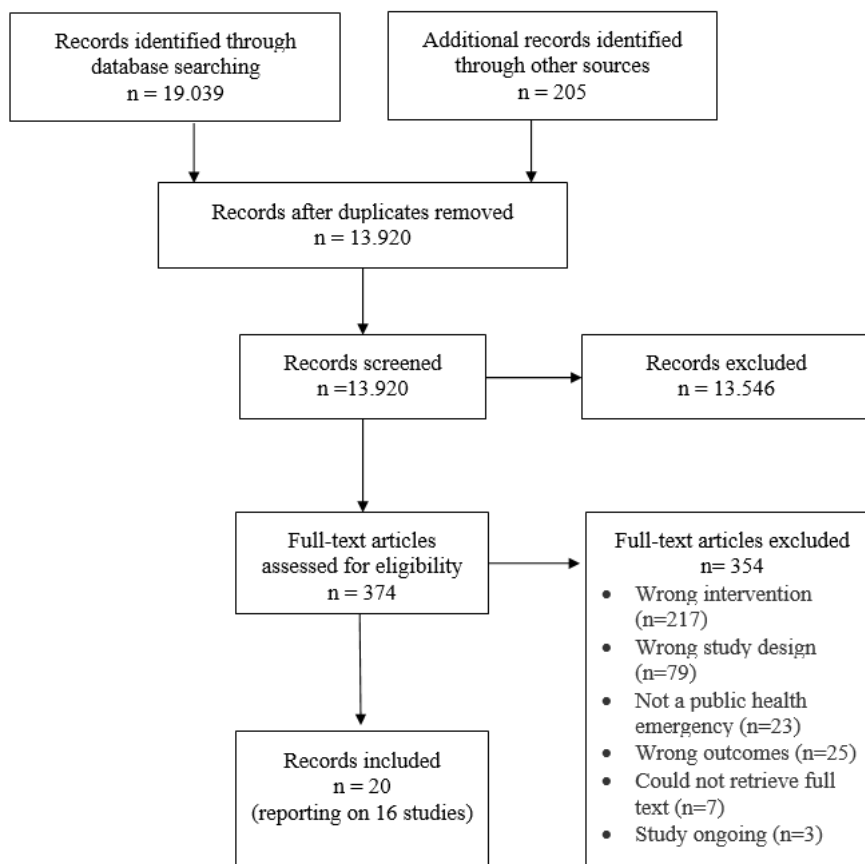 Records identified through
database searching
n = 19.039
Additional records identified
through other sources
n = 205
Records after duplicates removed
n = 13.920
Records screened
n =13.920
Records excluded
n = 13.546
Full-text articles
assessed for eligibility
n = 374
Full-text articles excluded
n= 354
• Wrong intervention
(n=217)
• Wrong study design
(n=79)
• Not a public health
emergency (n=23)
• Wrong outcomes (n=25)
• Could not retrieve full
text (n=7)
• Study ongoing (n=3)
Records included
n = 20
(reporting on 16 studies)